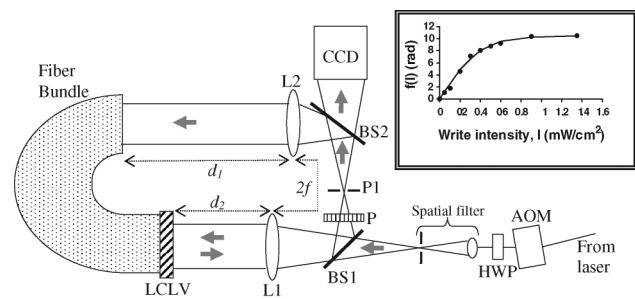 Fiber
Bundle
CCD
L2
BS2
d₁
2f
P1
d₂
P
Spatial filter
AOM
LCLV
L1
BS1
HWP
From
laser
f(I) (rad)
12
10
8
6
4
2
0
0 02 0.4 0.6 0.8 1 1.2 1.4 1.6
Write intensity, I (mW/cm²)